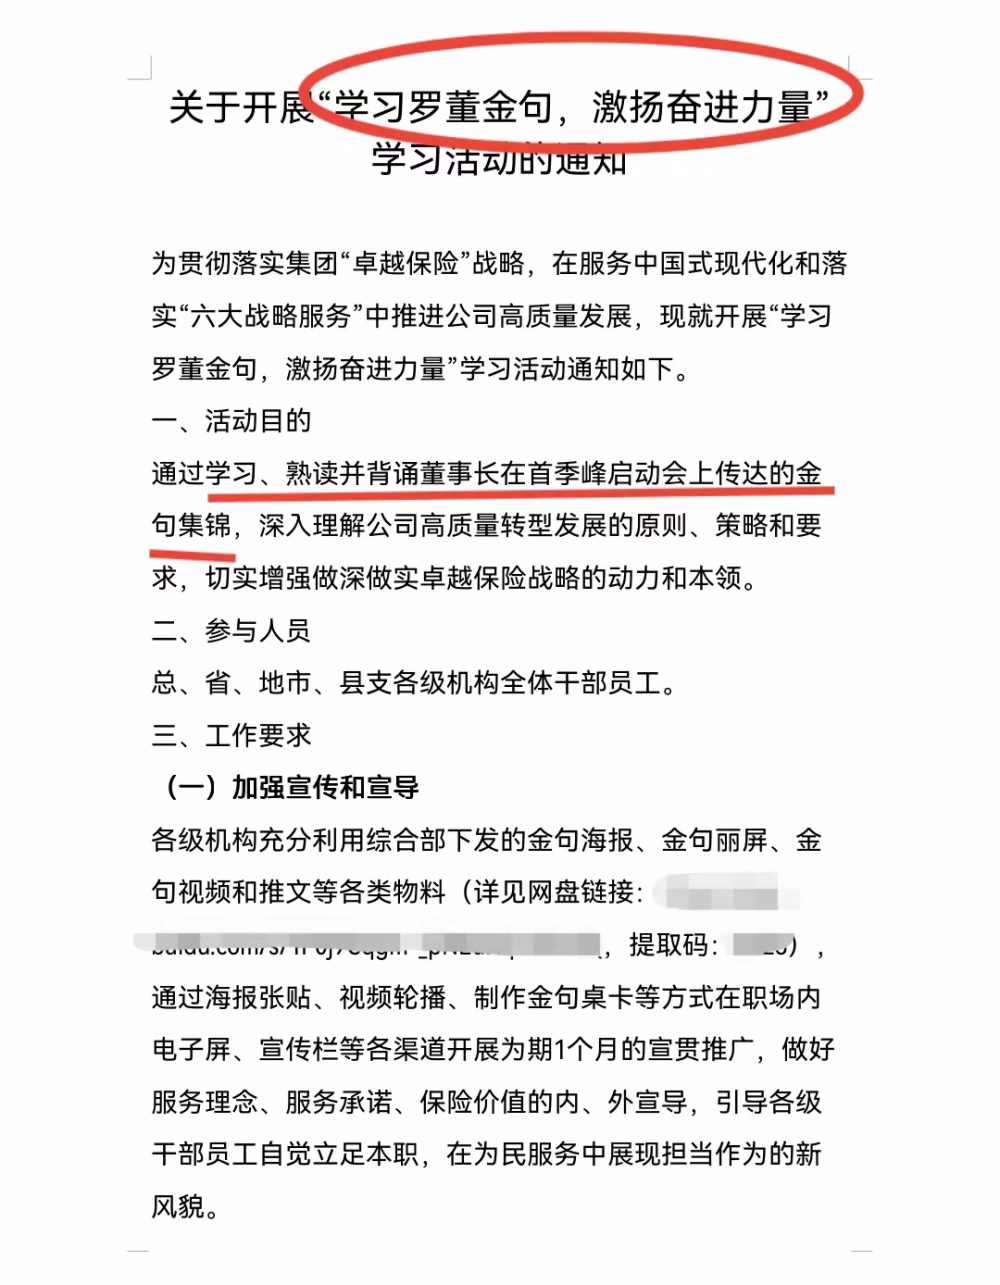 关于开展“学习罗董金句，激扬奋进力量”
学习活动的通知
为贯彻落实集团“卓越保险”战略，在服务中国式现代化和落
实“六大战略服务”中推进公司高质量发展，现就开展“学习
罗董金句，激扬奋进力量”学习活动通知如下。
一、活动目的
通过学习、熟读并背诵董事长在首季峰启动会上传达的金
句集锦，深入理解公司高质量转型发展的原则、策略和要
求，切实增强做深做实卓越保险战略的动力和本领。
二、参与人员
总、省、地市、县支各级机构全体干部员工。
三、工作要求
（一）加强宣传和宣导
各级机构充分利用综合部下发的金句海报、金句丽屏、金
句视频和推文等各类物料（详见网盘链接：
，提取码：），
通过海报张贴、视频轮播、制作金句桌卡等方式在职场内
电子屏、宣传栏等各渠道开展为期1个月的宣贯推广，做好
服务理念、服务承诺、保险价值的内、外宣导，引导各级
干部员工自觉立足本职，在为民服务中展现担当作为的新
风貌。